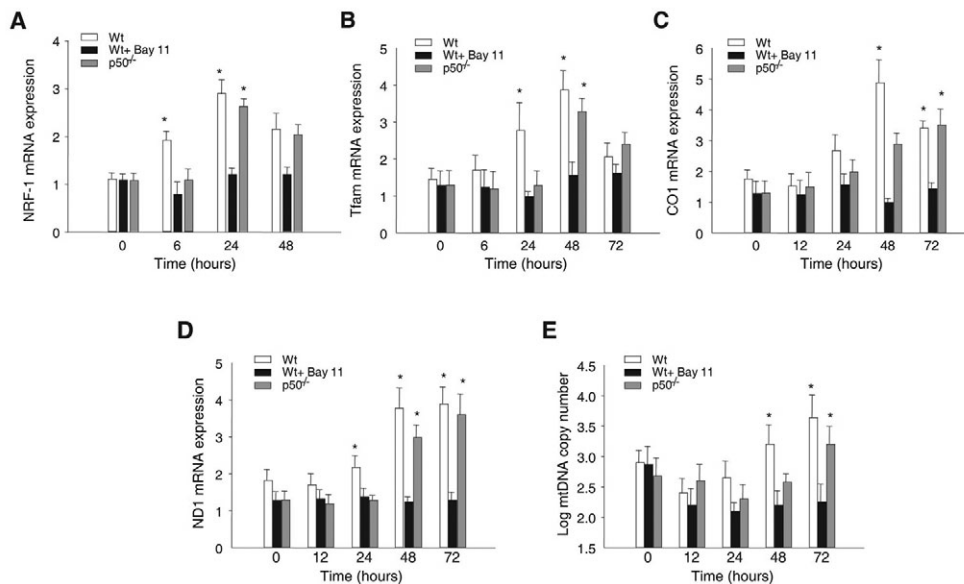 A
NRF-1 mRNA expression
4
3
2
1
0
Wt
Wt+ Bay 11
p50-/-
*
*
*
0 6 24 48
Time (hours)
B
Tfam mRNA expression
5
4
3
2
1
0
Wt
Wt+ Bay 11
p50-/-
*
*
*
0 6 24 48 72
Time (hours)
C
CO1 mRNA expression
6
5
4
3
2
1
0
Wt
Wt+ Bay 11
p50-/-
*
*
*
0 12 24 48 72
Time (hours)
D
ND1 mRNA expression
5
4
3
2
1
0
Wt
Wt+ Bay 11
p50-/-
*
*
*
*
*
0 12 24 48 72
Time (hours)
E
Log mtDNA copy number
4.5
4.0
3.5
3.0
2.5
2.0
1.5
Wt
Wt+ Bay 11
p50-/-
*
*
*
0 12 24 48 72
Time (hours)